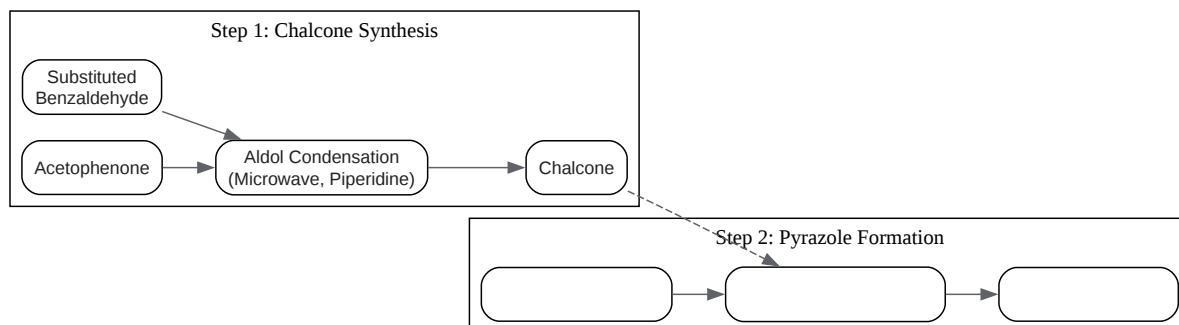 Step 1: Chalcone Synthesis
Substituted
Benzaldehyde
Acetophenone
Aldol Condensation
(Microwave, Piperidine)
Chalcone
Step 2: Pyrazole Formation